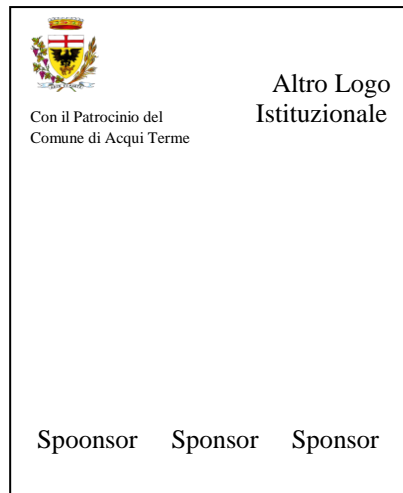 Con il Patrocinio del
Comune di Acqui Terme
Altro Logo
Istituzionale
Spoonsor Sponsor Sponsor